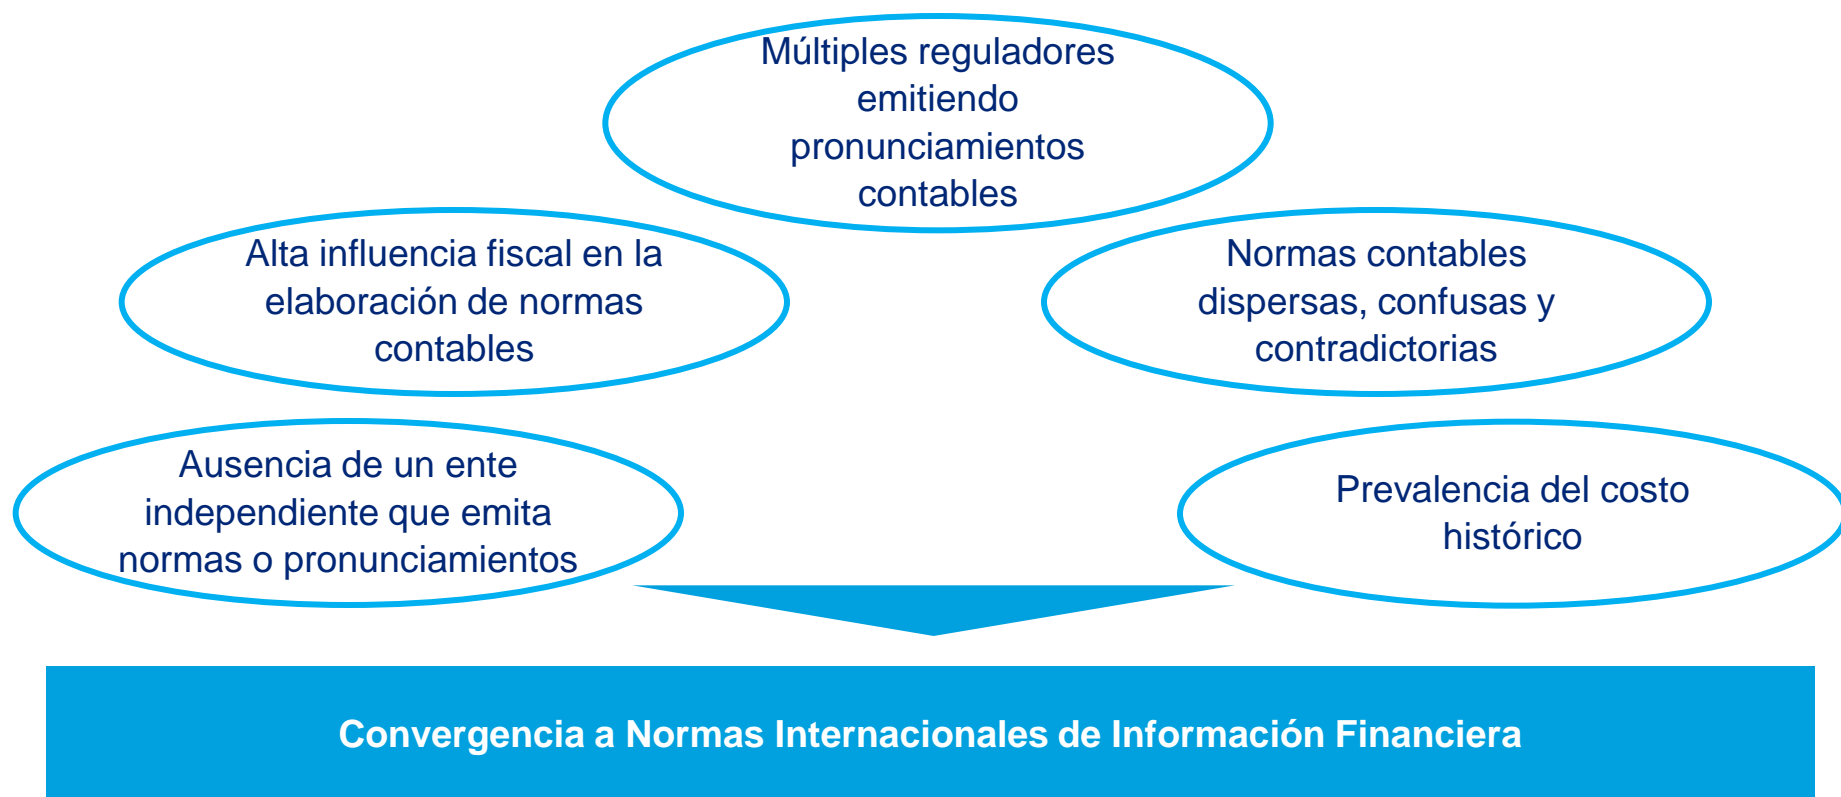 Múltiples reguladores
emitiendo
pronunciamientos
contables
Alta influencia fiscal en la
elaboración de normas
contables
Normas contables
dispersas, confusas y
contradictorias
Ausencia de un ente
independiente que emita
normas o pronunciamientos
Prevalencia del costo
histórico
Convergencia a Normas Internacionales de Información Financiera